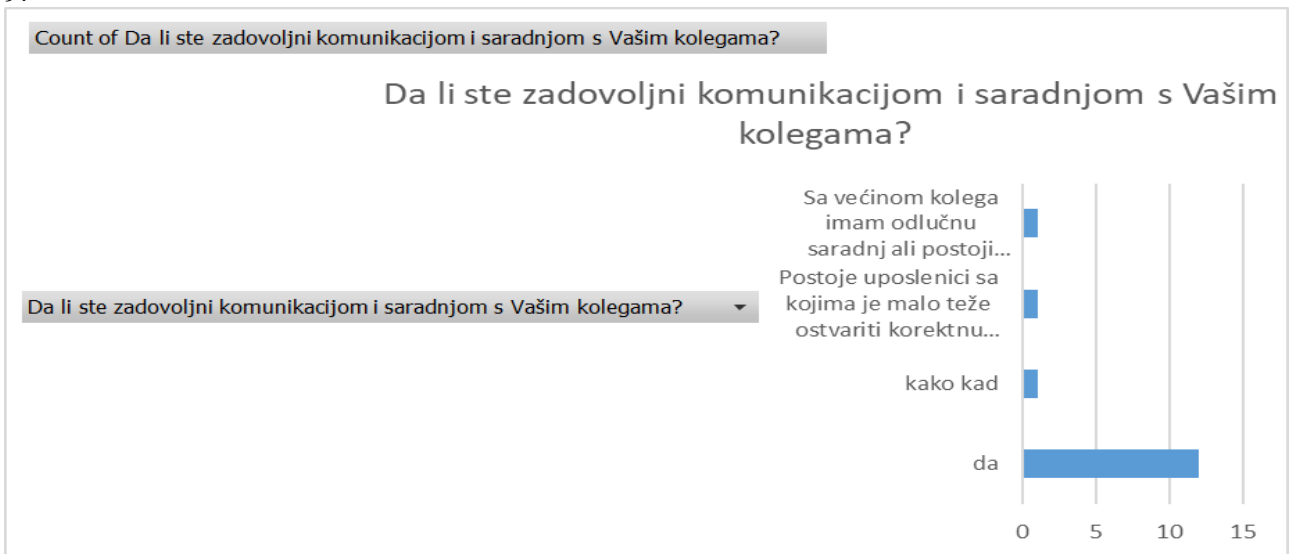 Count of Da li ste zadovoljni komunikacijom i saradnjom s Vašim kolegama?
Da li ste zadovoljni komunikacijom i saradnjom s Vašim
kolegama?
Sa većinom kolega
imam odlučnu
saradnj ali postoji...
Postoje uposlenici sa
kojima je malo teže
ostvariti korektnu...
Da li ste zadovoljni komunikacijom i saradnjom s Vašim kolegama?
kako kad
da
0 5 10 15